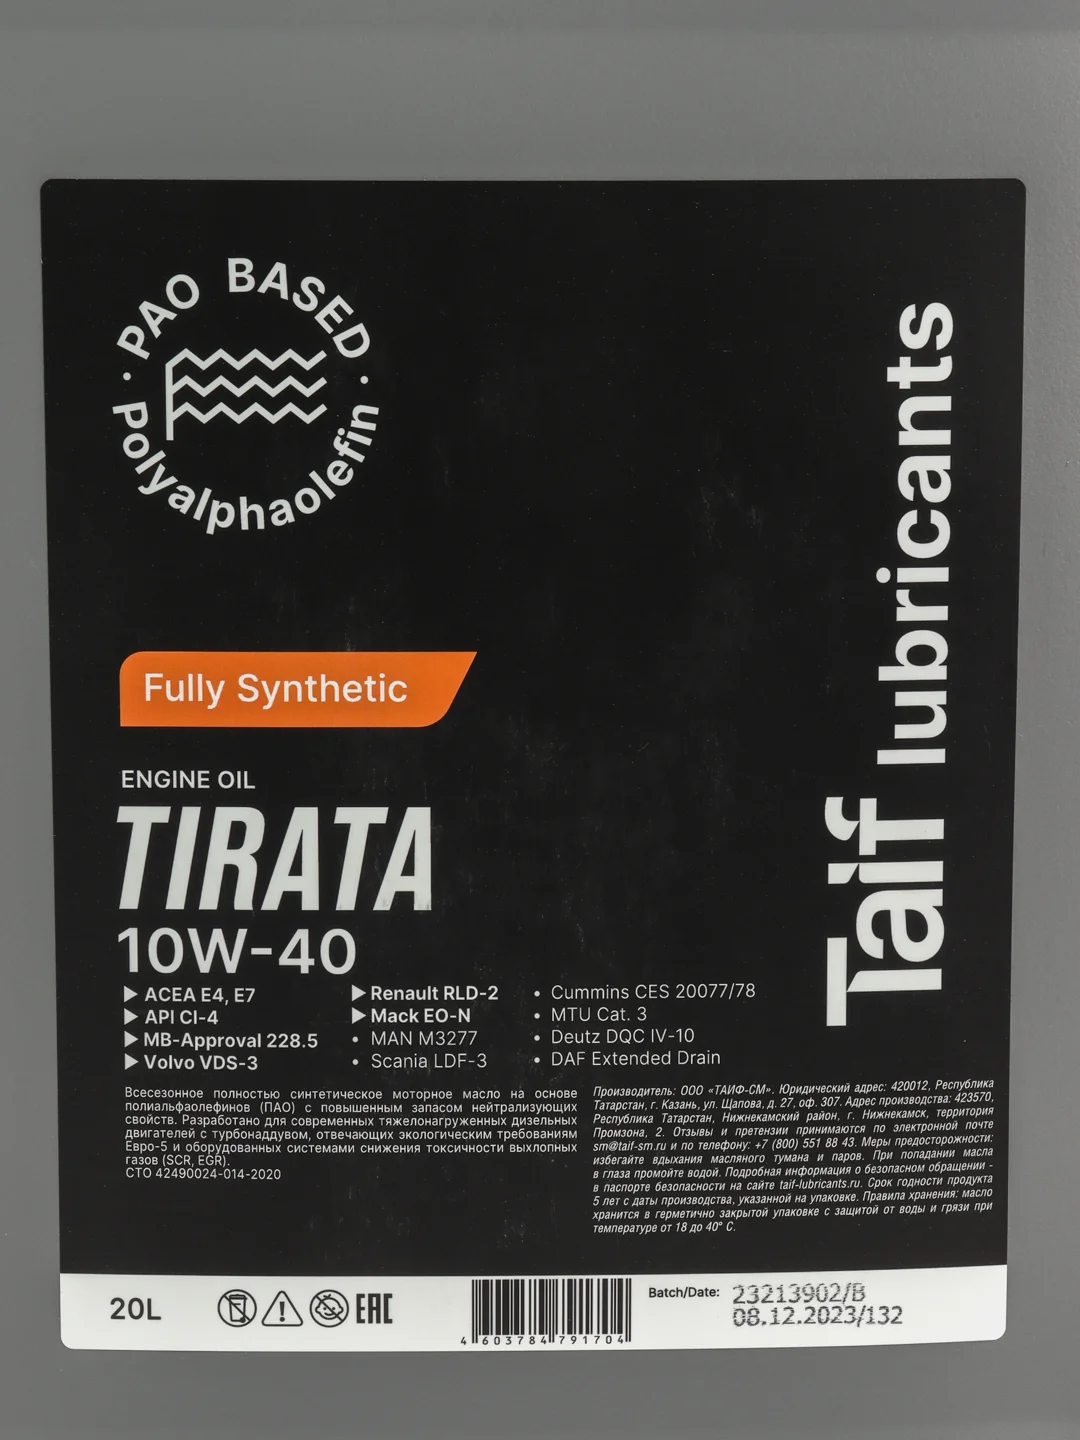 PAO BASED
Polyalphaolefin
Taif lubricants
Fully Synthetic
ENGINE OIL
TIRATA
10W-40
▶ ACEA E4, E7
▶ API CI-4
▶ MB-Approval 228.5
▶ Volvo VDS-3
▶ Renault RLD-2
▶ Mack EO-N
• MAN M3277
• Scania LDF-3
• Cummins CES 20077/78
• MTU Cat. 3
• Deutz DQC IV-10
• DAF Extended Drain
Всесезонное полностью синтетическое моторное масло на основе
полиальфаолефинов (ПАО) с повышенным запасом нейтрализующих
свойств. Разработано для современных тяжелонагруженных дизельных
двигателей с турбонаддувом, отвечающих экологическим требованиям
Евро-5 и оборудованных системами снижения токсичности выхлопных
газов (SCR, EGR).
СТО 42490024-014-2020
Производитель: ООО «ТАИФ-СМ». Юридический адрес: 420012, Республика
Татарстан, г. Казань, ул. Щапова, д. 27, оф. 307. Адрес производства: 423570,
Республика Татарстан, Нижнекамский район, г. Нижнекамск, территория
Промзона, 2. Отзывы и претензии принимаются по электронной почте
sm@taif-sm.ru и по телефону: +7 (800) 551 88 43. Меры предосторожности:
избегайте вдыхания масляного тумана и паров. При попадании масла
в глаза промойте водой. Подробная информация о безопасном обращении -
в паспорте безопасности на сайте taif-lubricants.ru. Срок годности продукта
5 лет с даты производства, указанной на упаковке. Правила хранения: масло
хранится в герметично закрытой упаковке с защитой от воды и грязи при
температуре от 18 до 40° С.
20L
EAC
4 603784 791704
Batch/Date: 23213902/B
08.12.2023/132